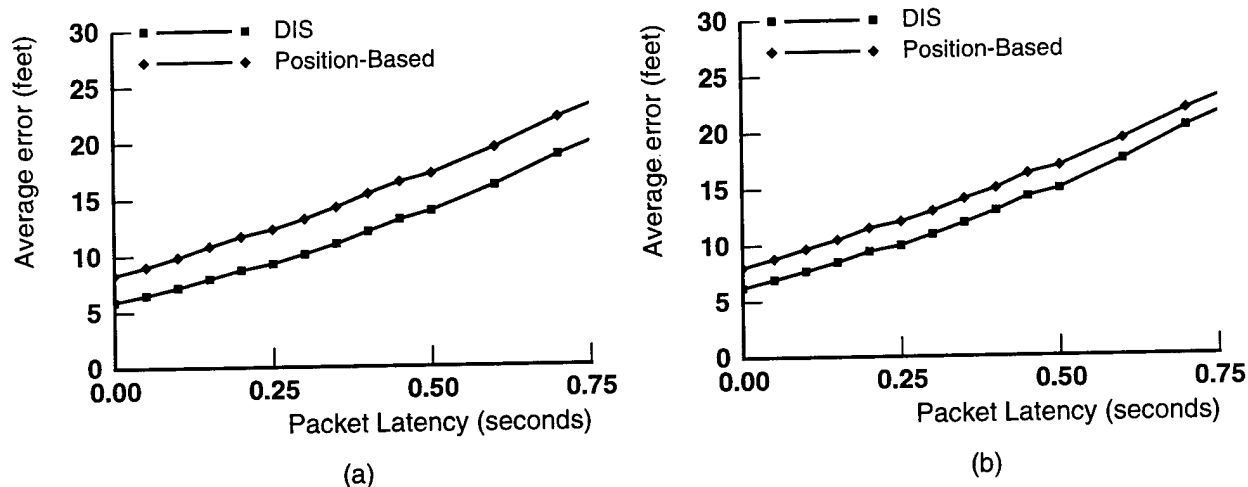 DIS
Position-Based
Average error (feet)
30
25
20
15
10
5
0
0.00
0.25
0.50
0.75
Packet Latency (seconds)
(a)
DIS
Position-Based
Average error (feet)
30
25
20
15
10
5
0
0.00
0.25
0.50
0.75
Packet Latency (seconds)
(b)